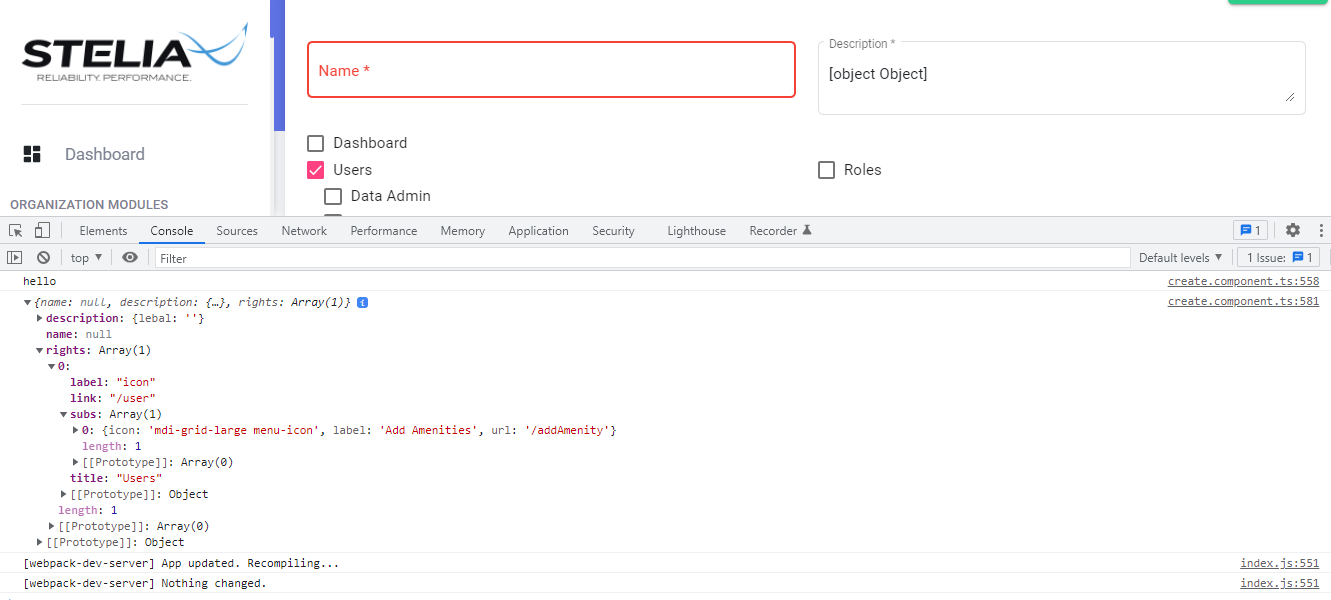 STELIA
RELIABILITY. PERFORMANCE.
Name *
Description *
[object Object]
Dashboard
Dashboard
Users
Roles
Data Admin
ORGANIZATION MODULES
Elements Console Sources Network Performance Memory Application Security Lighthouse Recorder 1
top ▼ Filter Default levels ▼ 1 Issue: 1
hello create.component.ts:558
▼{name: null, description: {…}, rights: Array(1)} i create.component.ts:581
▶description: {lebal: ''}
name: null
▼rights: Array(1)
▼0:
label: "icon"
link: "/user"
▼subs: Array(1)
▶0: {icon: 'mdi-grid-large menu-icon', label: 'Add Amenities', url: '/addAmenity'}
length: 1
▶[[Prototype]]: Array(0)
title: "Users"
▶[[Prototype]]: Object
length: 1
▶[[Prototype]]: Array(0)
▶[[Prototype]]: Object
[webpack-dev-server] App updated. Recompiling... index.js:551
[webpack-dev-server] Nothing changed. index.js:551